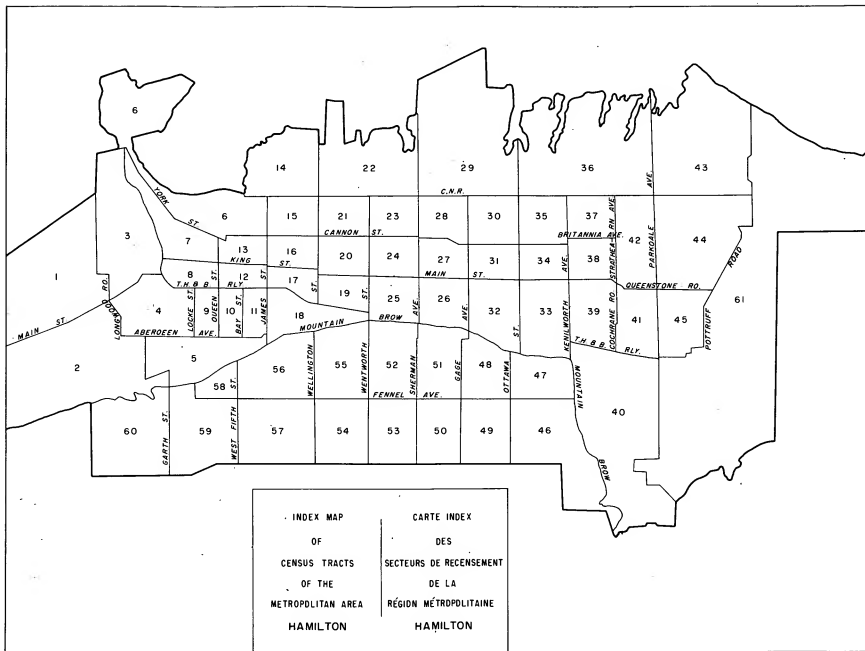 6
14
22
29
36
43
C.N.R.
YORK ST.
6
15
21
23
28
30
35
37
CANNON ST.
BRITANNIA AVE.
STRATHEARN AVE.
PARKDALE AVE.
3
7
13
16
20
24
27
31
34
38
42
44
KING ST.
MAIN ST.
QUEENSTONE RO.
1
8
12
17
T.H.& B. RLY
61
POTTRUFF ROAD
LONGWOOD RO.
4
LOCKE ST.
9
QUEEN ST.
10
BAY ST.
11
JAMES ST.
18
19
25
26
32
33
39
COCHRANE RO.
41
45
MAIN ST.
ABERDEEN AVE.
MOUNTAIN BROW
KENILWORTH AVE.
T.H.& B. RLY.
2
5
58
56
WELLINGTON ST.
55
WENTWORTH ST.
52
SHERMAN AVE.
51
GAGE AVE.
48
OTTAWA ST.
47
MOUNTAIN BROW
40
FENNEL AVE.
60
GARTH ST.
59
WEST FIFTH ST.
57
54
53
50
49
46
INDEX MAP
OF
CENSUS TRACTS
OF THE
METROPOLITAN AREA
HAMILTON
CARTE INDEX
DES
SECTEURS DE RECENSEMENT
DE LA
RÉGION MÉTROPOLITAINE
HAMILTON